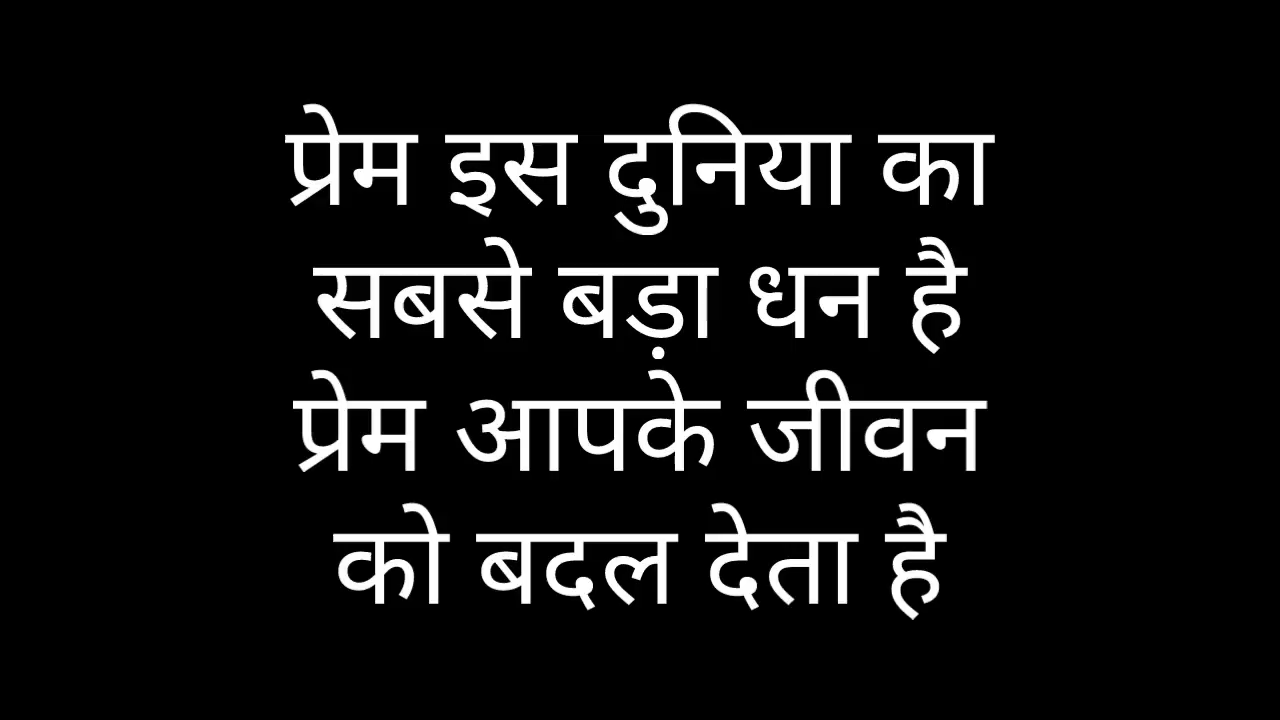 प्रेम इस दुनिया का
सबसे बड़ा धन है
प्रेम आपके जीवन
को बदल देता है